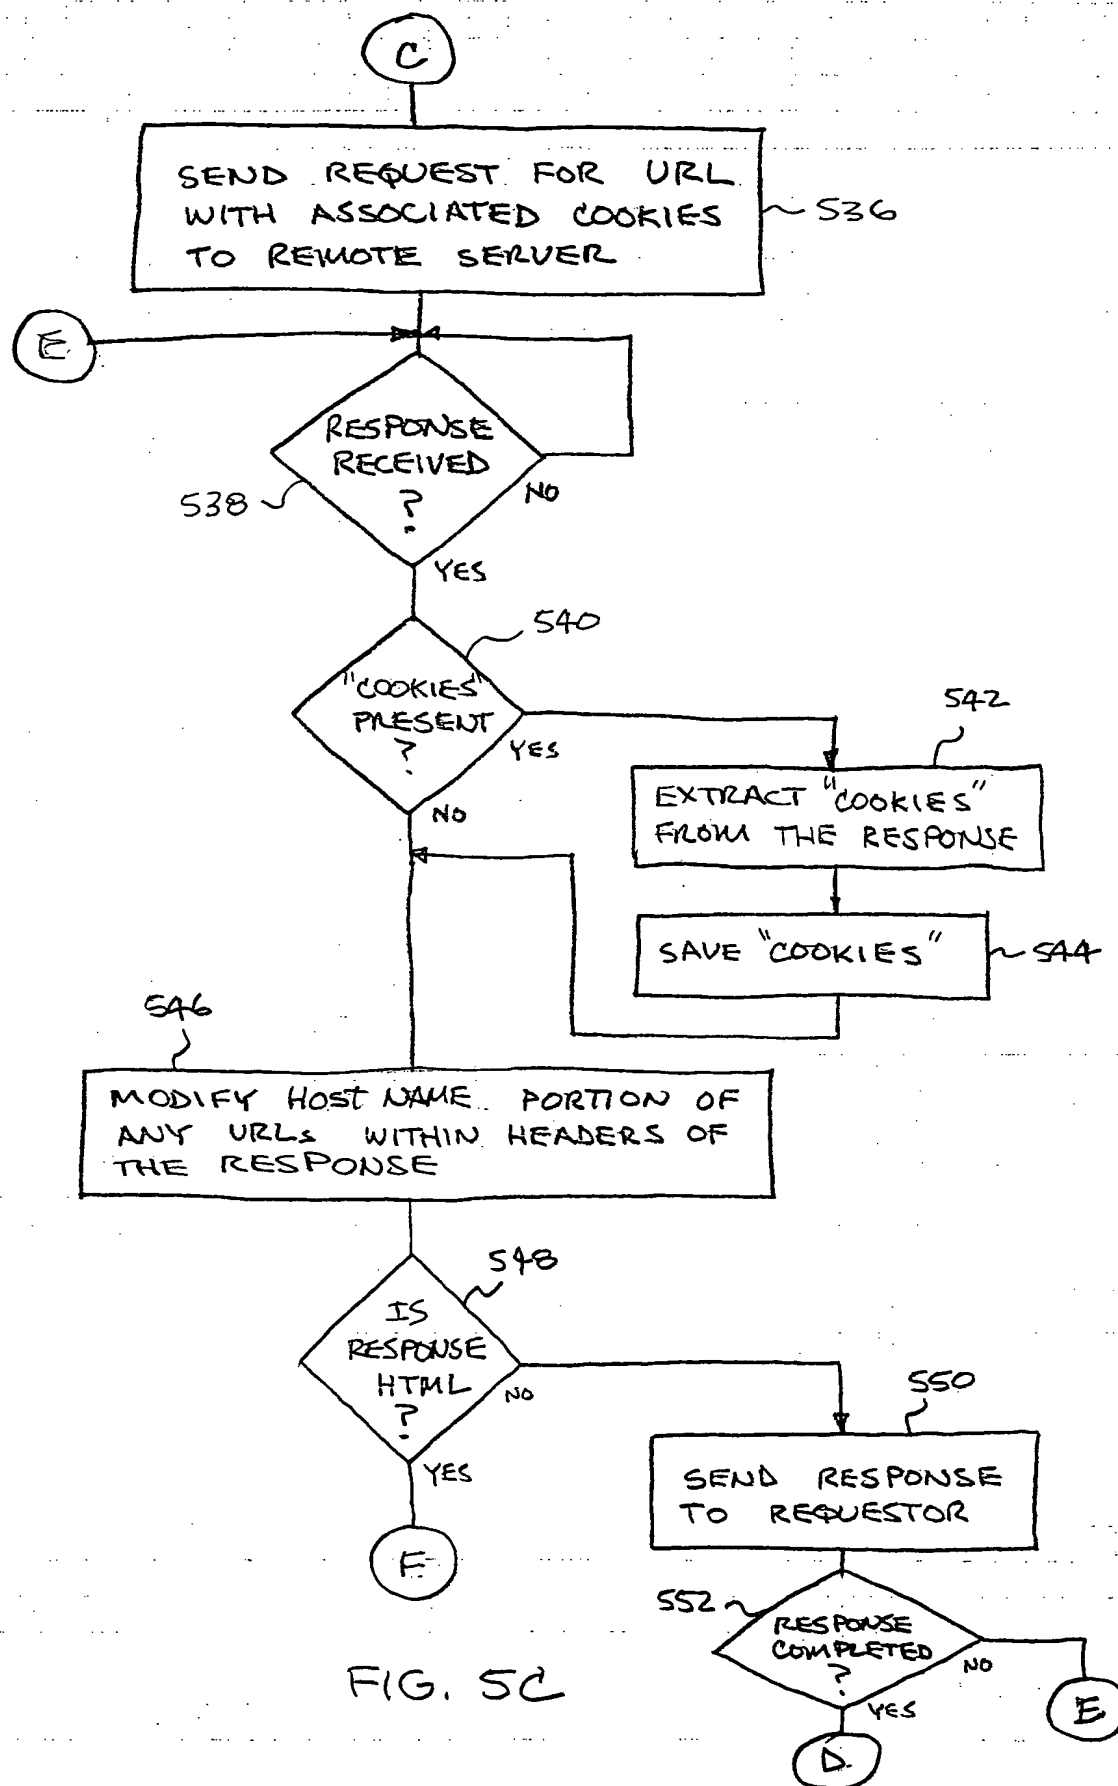 C
SEND REQUEST FOR URL
WITH ASSOCIATED COOKIES
TO REMOTE SERVER
536
E
RESPONSE
RECEIVED
?
538
NO
YES
540
"COOKIES"
PRESENT
?
YES
NO
542
EXTRACT "COOKIES"
FROM THE RESPONSE
SAVE "COOKIES"
544
546
MODIFY HOST NAME PORTION OF
ANY URLs WITHIN HEADERS OF
THE RESPONSE
548
IS
RESPONSE
HTML
?
NO
YES
F
550
SEND RESPONSE
TO REQUESTOR
552
RESPONSE
COMPLETED
?
NO
YES
E
D
FIG. 5C